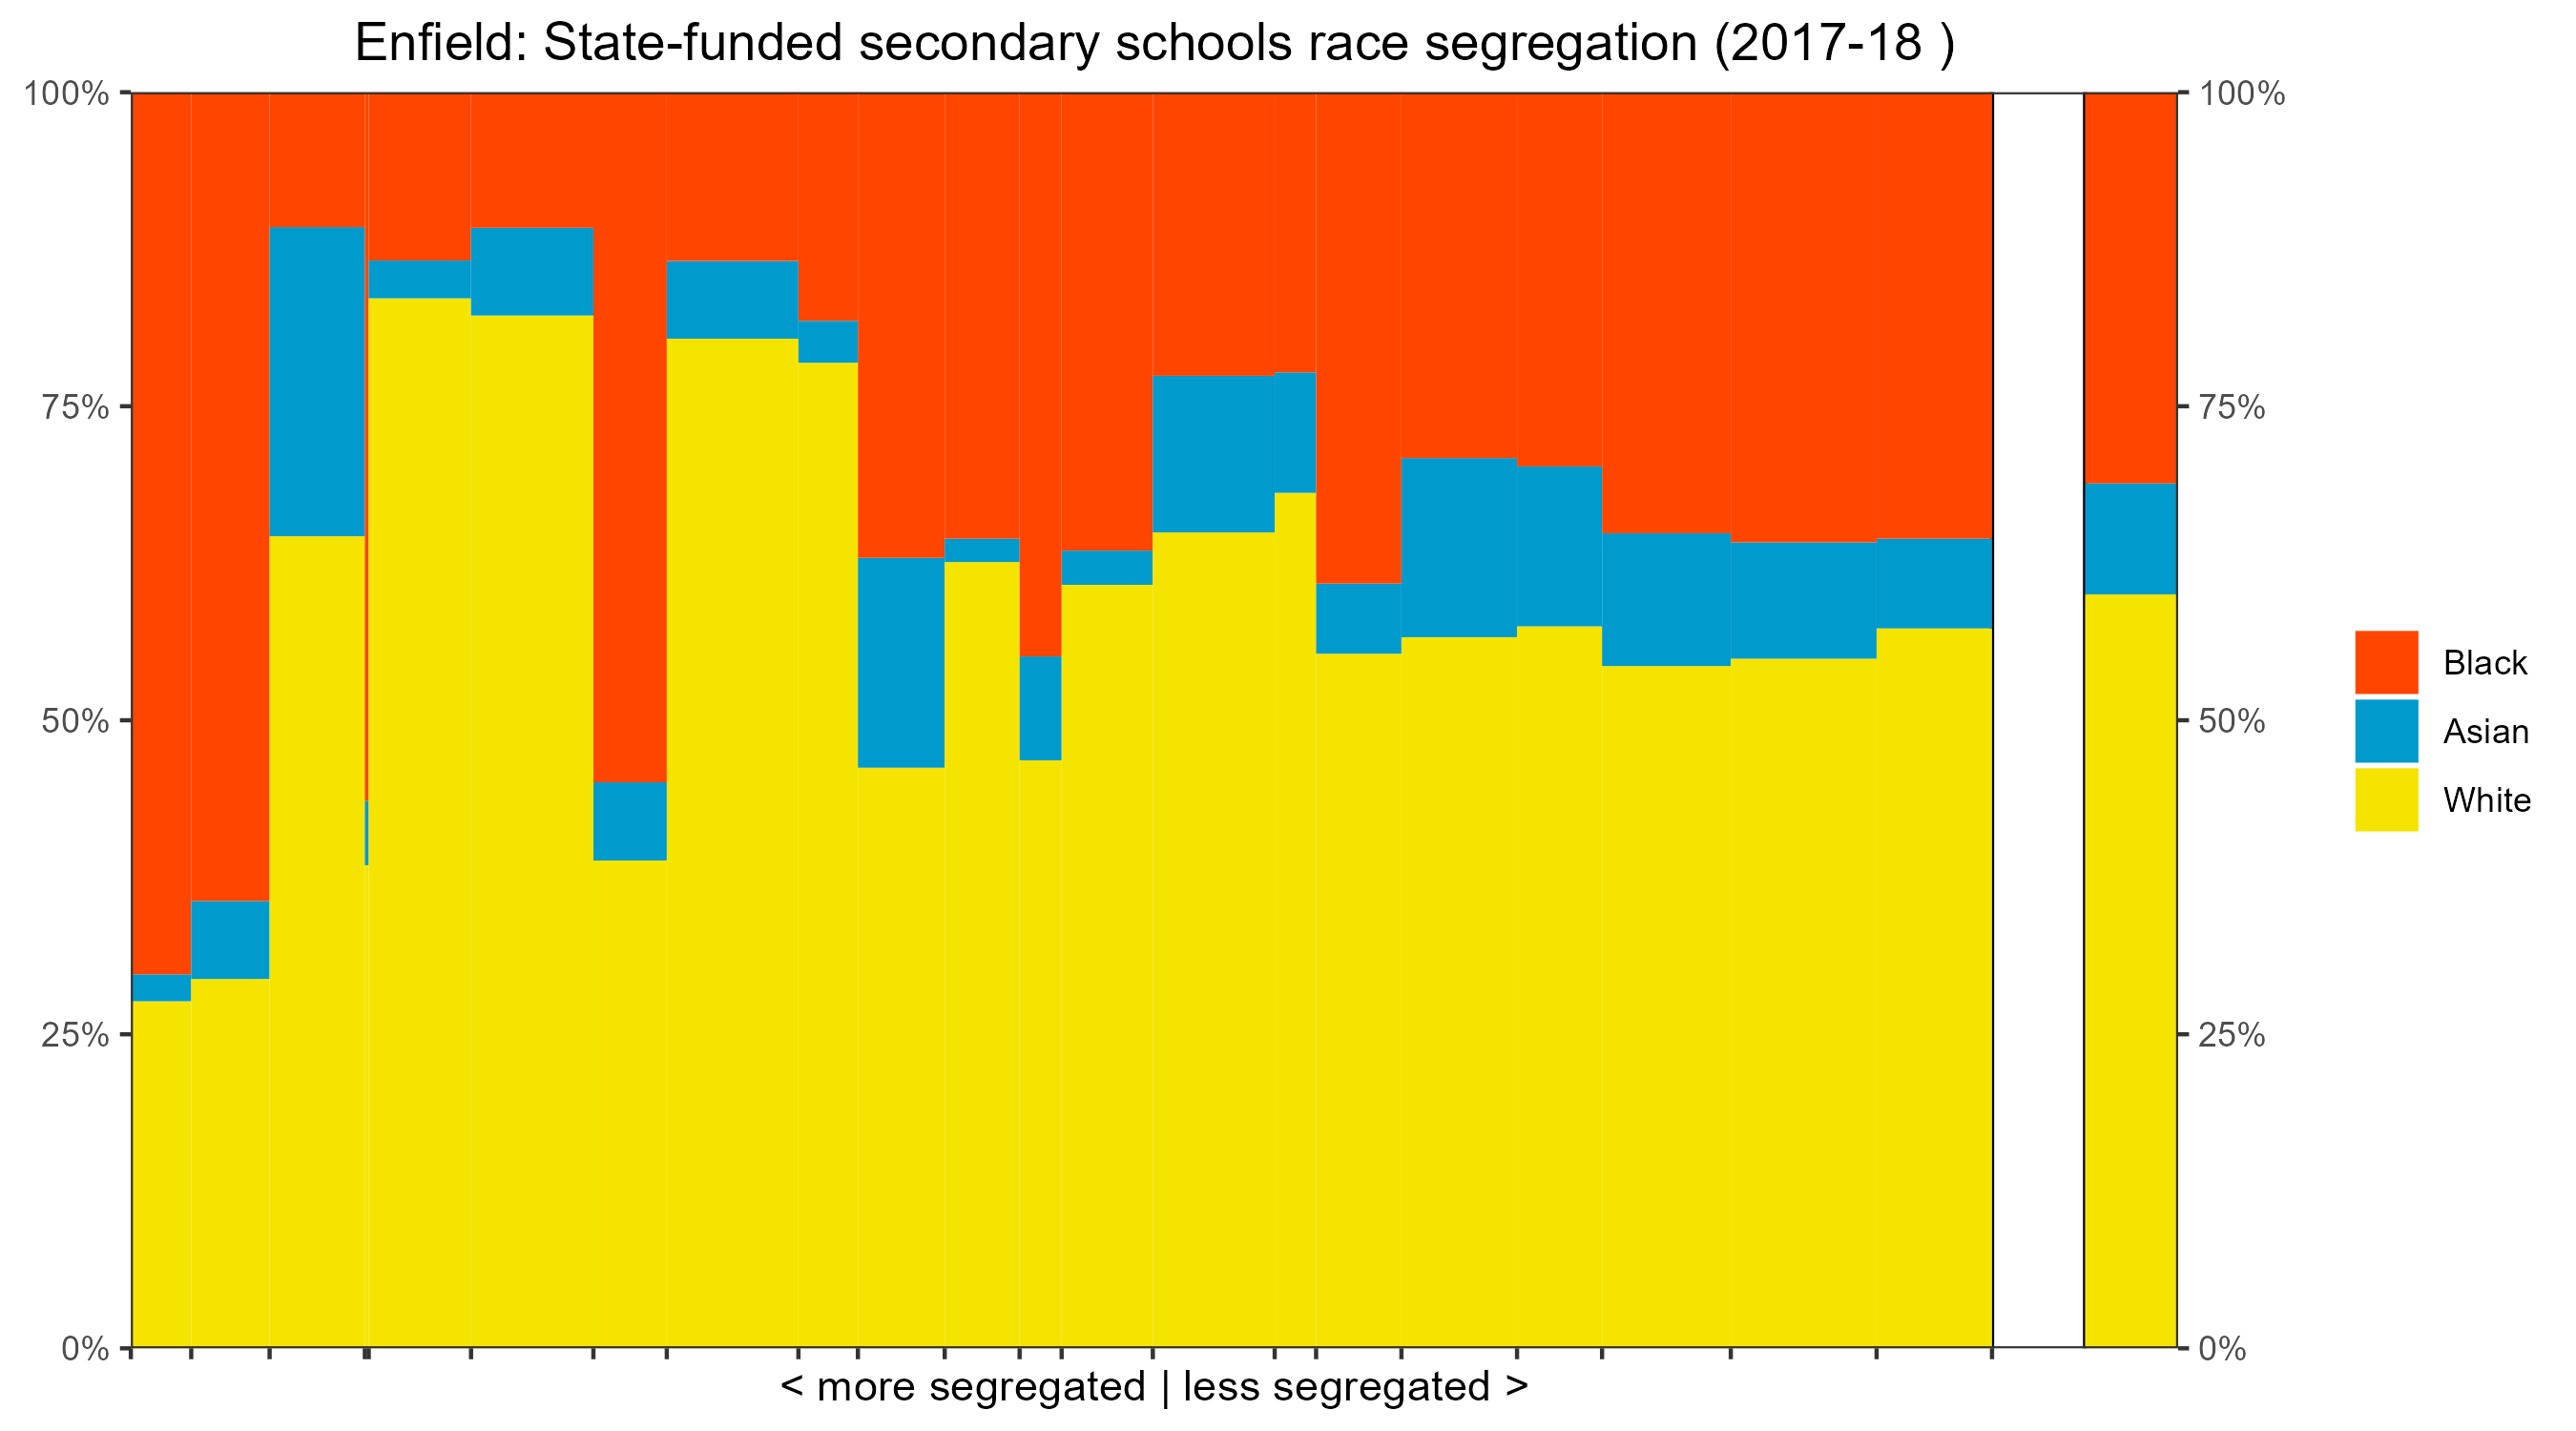 Enfield: State-funded secondary schools race segregation (2017-18 )
100%
75%
50%
25%
0%
100%
75%
50%
25%
0%
Black
Asian
White
< more segregated | less segregated >